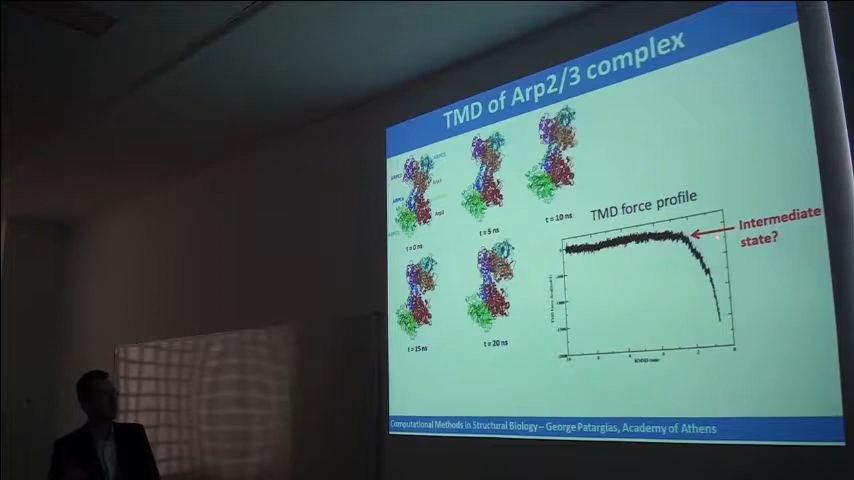 TMD of Arp2/3 complex
t = 0 ns
t = 5 ns
t = 10 ns
t = 15 ns
t = 20 ns
TMD force profile
Intermediate
state?
Computational Methods in Structural Biology – George Patargias, Academy of Athens